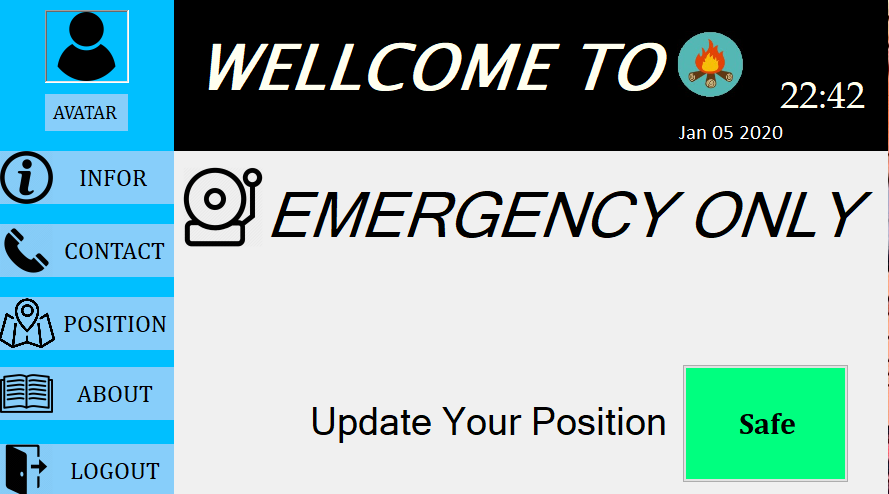 WELLCOME TO
22:42
Jan 05 2020
AVATAR
INFOR
CONTACT
POSITION
ABOUT
LOGOUT
EMERGENCY ONLY
Update Your Position
Safe